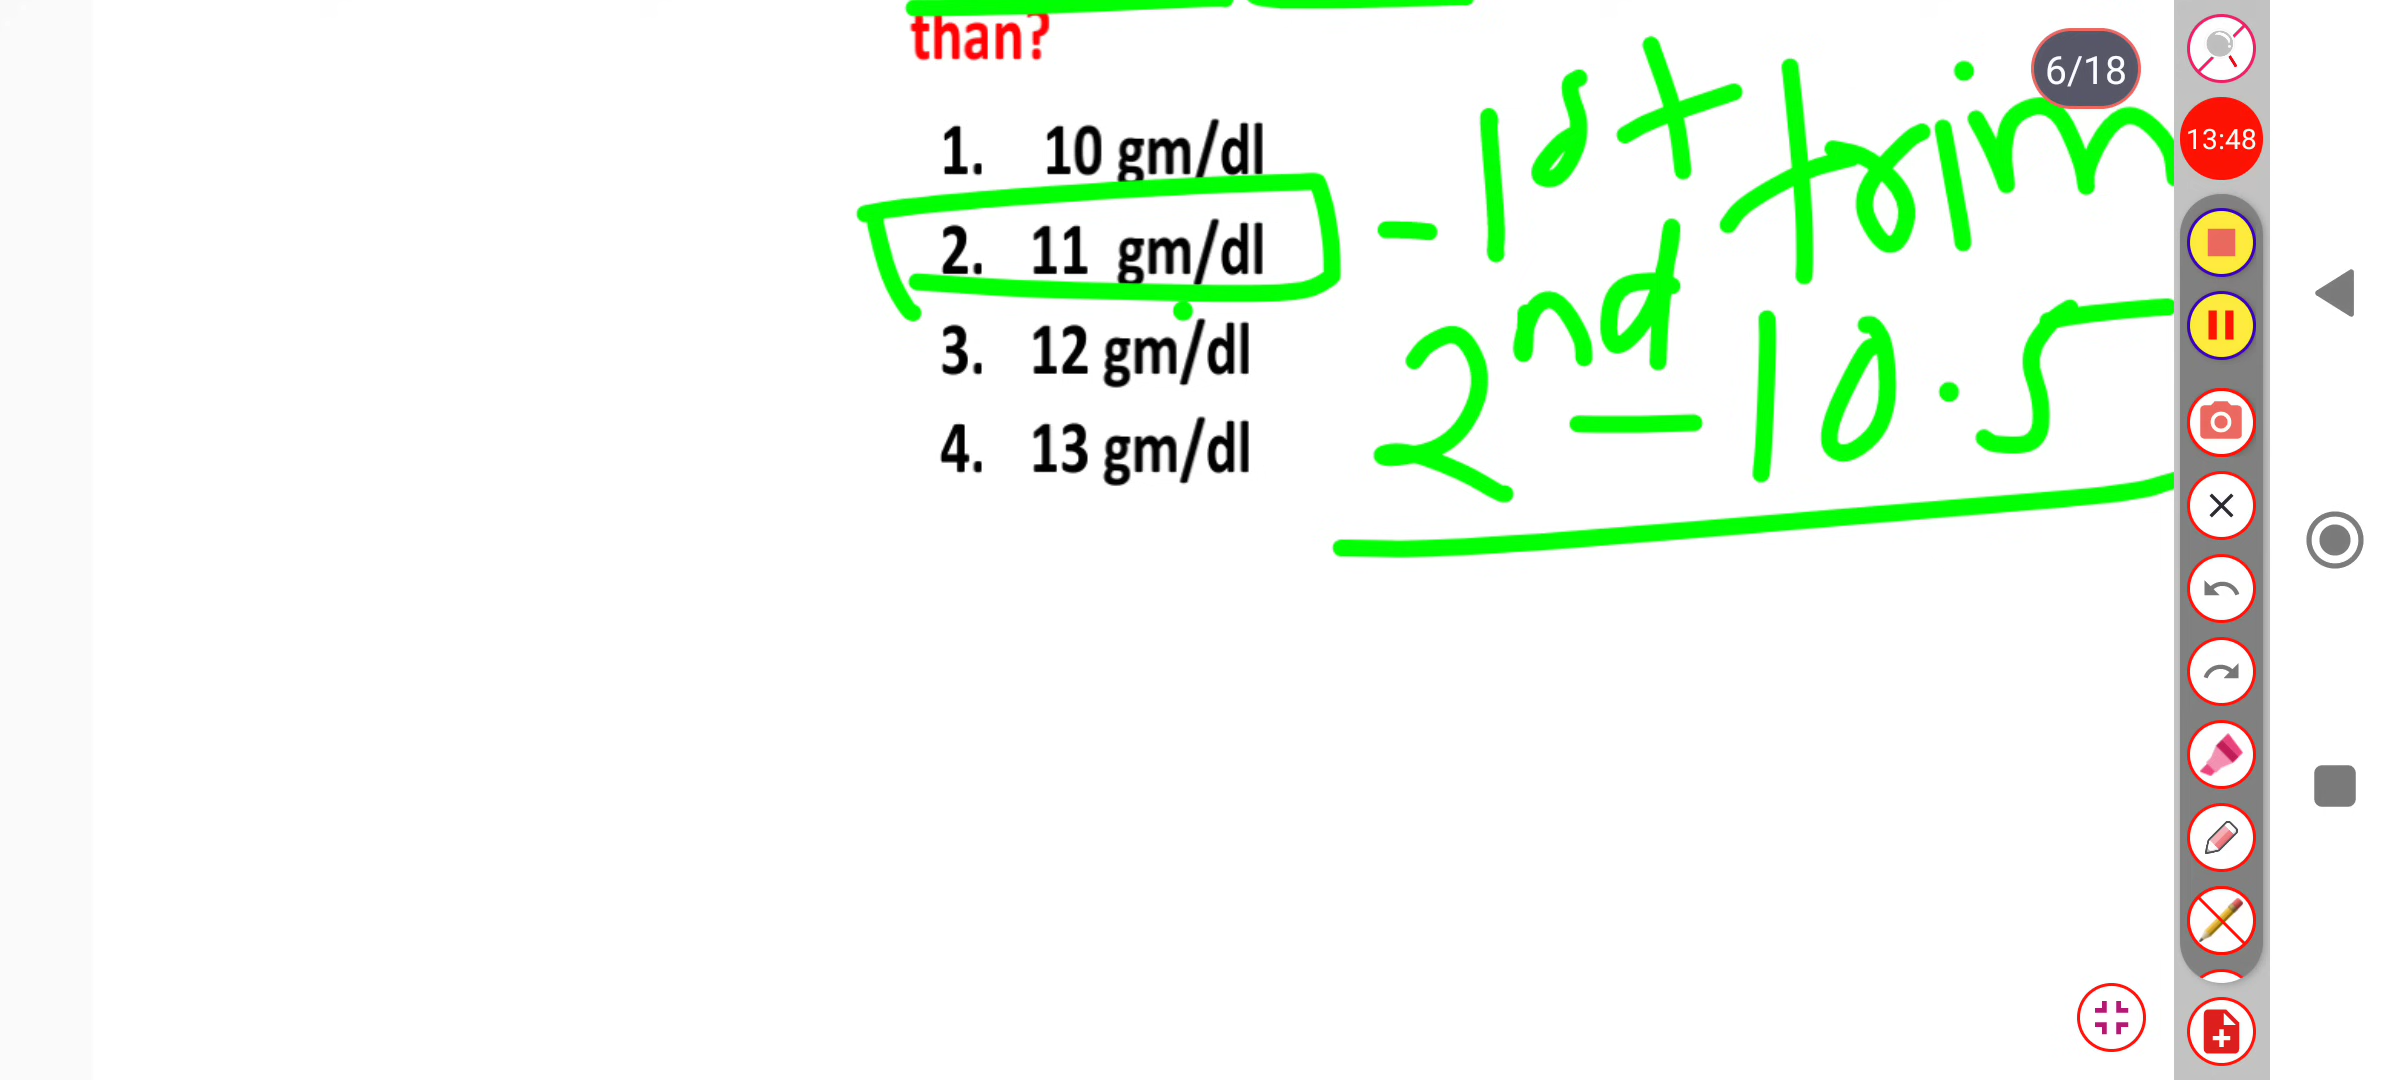 than?
1. 10 gm/dl
2. 11 gm/dl
3. 12 gm/dl
4. 13 gm/dl
- 1st trim
2nd - 10.5
6/18
13:48